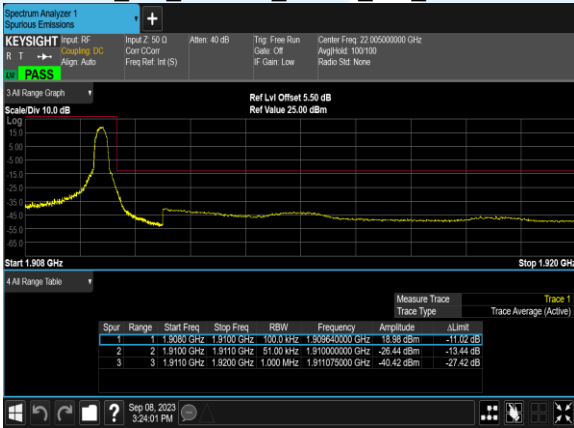 Spectrum Analyzer 1
Spurious Emissions
KEYSIGHT Input: RF Input Z: 50 Ω Atten: 40 dB Trig: Free Run Center Freq: 22.005000000 GHz
R T Coupling: DC Corr CCorr Gate: Off Avg|Hold: 100/100
Align: Auto Freq Ref: Int (S) IF Gain: Low Radio Std: None
PASS
3 All Range Graph
Ref Lvl Offset 5.50 dB
Scale/Div 10.0 dB Ref Value 25.00 dBm
Log
15.0
5.00
-5.00
-15.0
-25.0
-35.0
-45.0
-55.0
-65.0
Start 1.908 GHz Stop 1.920 GHz
4 All Range Table
Measure Trace Trace 1
Trace Type Trace Average (Active)
Spur Range Start Freq Stop Freq RBW Frequency Amplitude ΔLimit
1 1 1.9080 GHz 1.9100 GHz 100.0 kHz 1.909640000 GHz 18.98 dBm -11.02 dB
2 2 1.9100 GHz 1.9110 GHz 51.00 kHz 1.910000000 GHz -26.44 dBm -13.44 dB
3 3 1.9110 GHz 1.9200 GHz 1.000 MHz 1.911075000 GHz -40.42 dBm -27.42 dB
Sep 08, 2023
3:24:01 PM